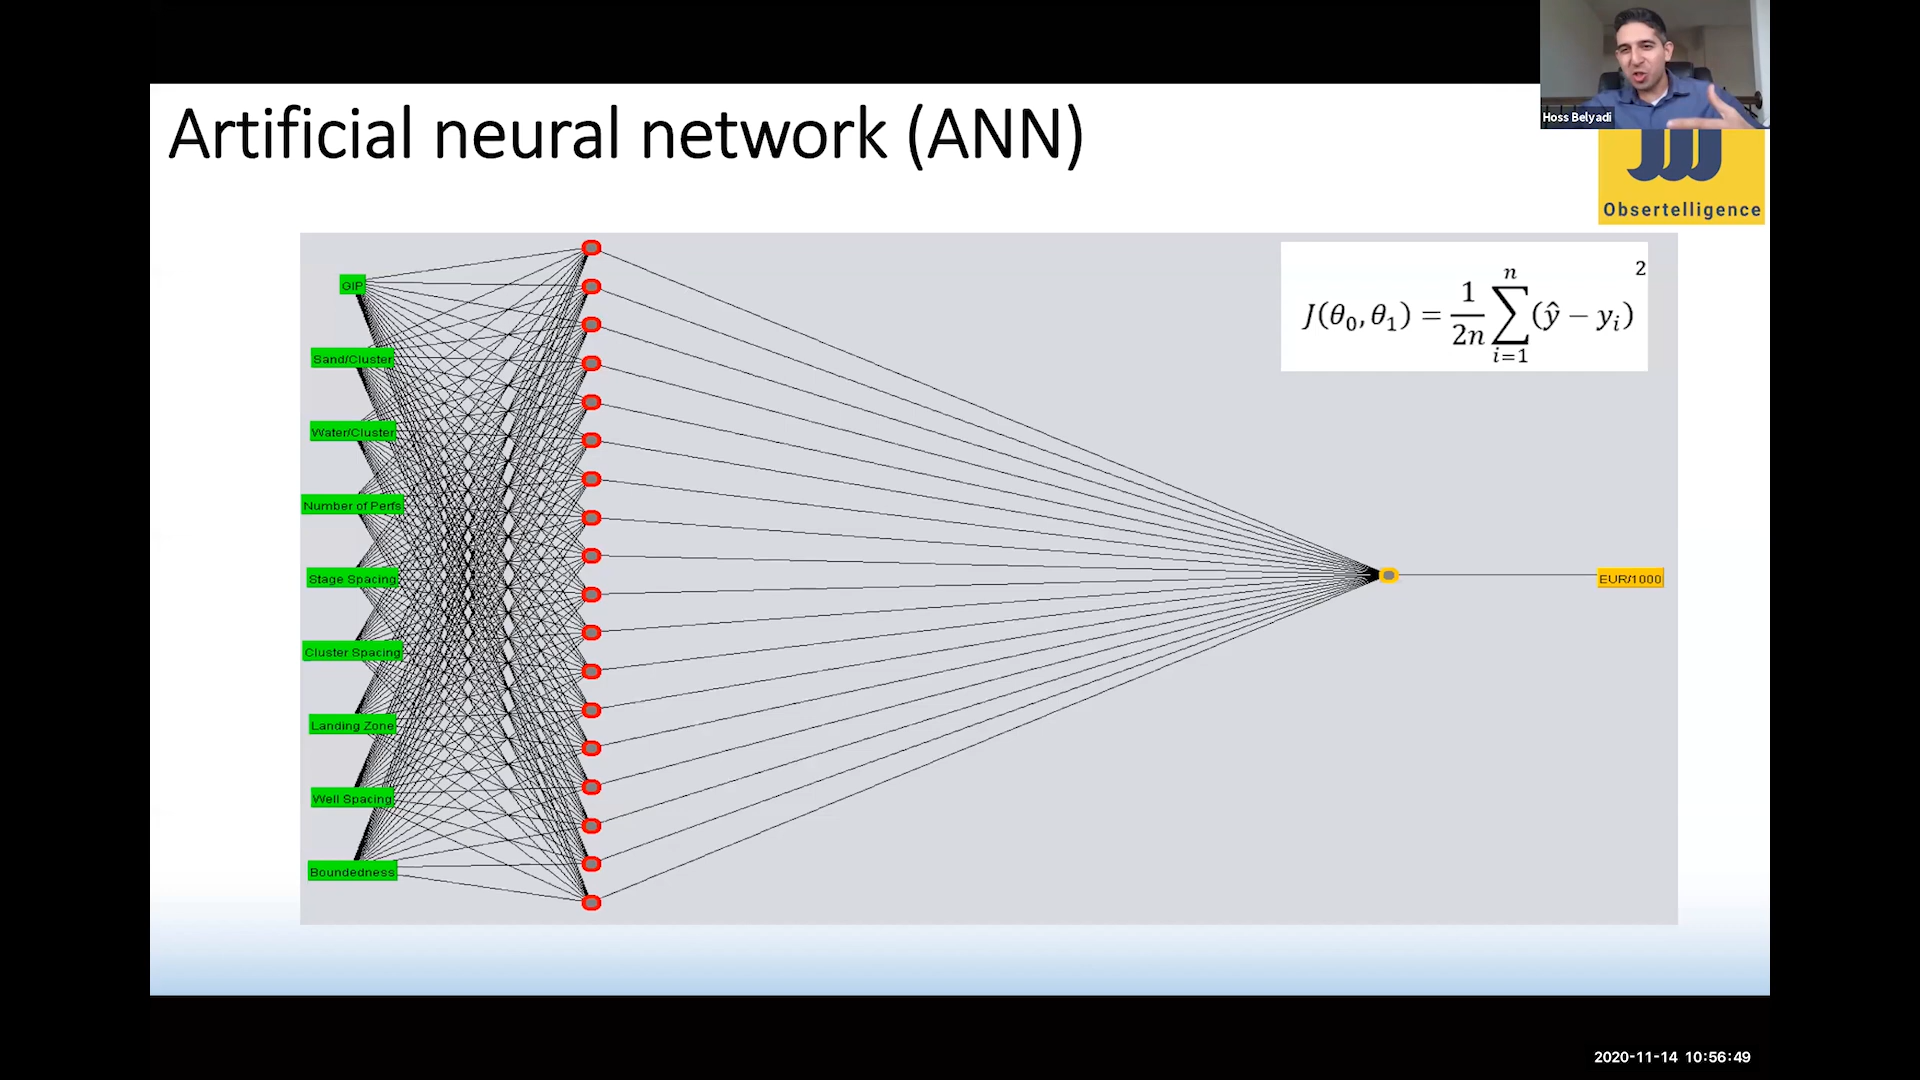 Artificial neural network (ANN)
Hoss Belyadi
Obsertelligence
J(θ₀, θ₁) = 1/2n ∑ⁿᵢ₌₁ (ŷ − yᵢ)²
GIP
Sand/Cluster
Water/Cluster
Number of Perfs
Stage Spacing
Cluster Spacing
Landing Zone
Well Spacing
Boundedness
EUR/1000
2020-11-14 10:56:49